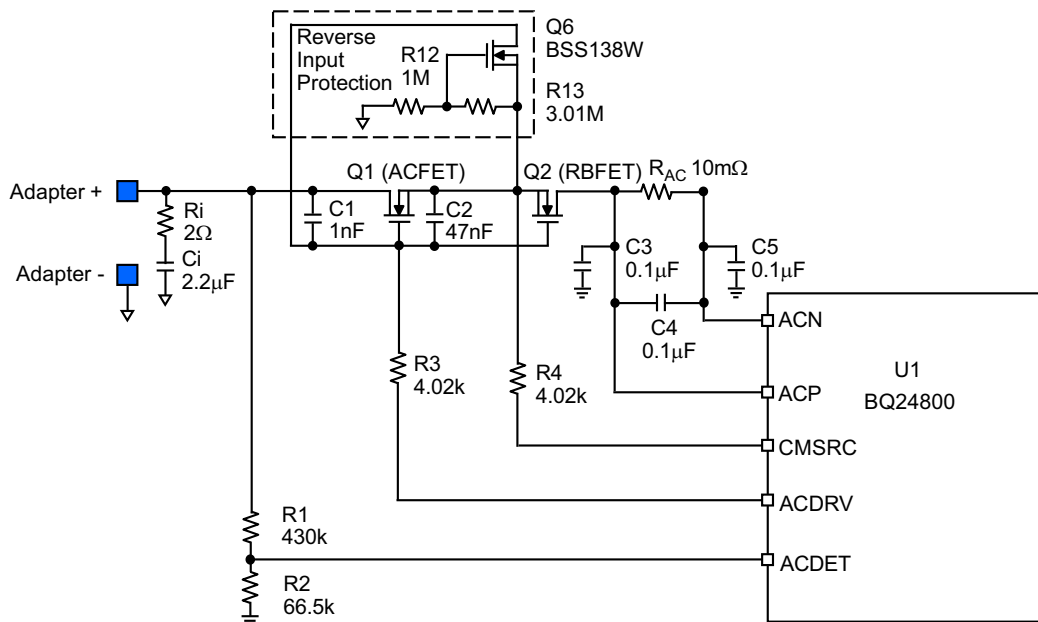 Reverse
Input
Protection
R12
1M
Q6
BSS138W
R13
3.01M
Adapter +
Adapter -
Ri
2Ω
Ci
2.2μF
C1
1nF
Q1 (ACFET)
C2
47nF
Q2 (RBFET)
RAC 10mΩ
C3
0.1μF
C5
0.1μF
C4
0.1μF
R3
4.02k
R4
4.02k
R1
430k
R2
66.5k
ACN
ACP
CMSRC
ACDRV
ACDET
U1
BQ24800